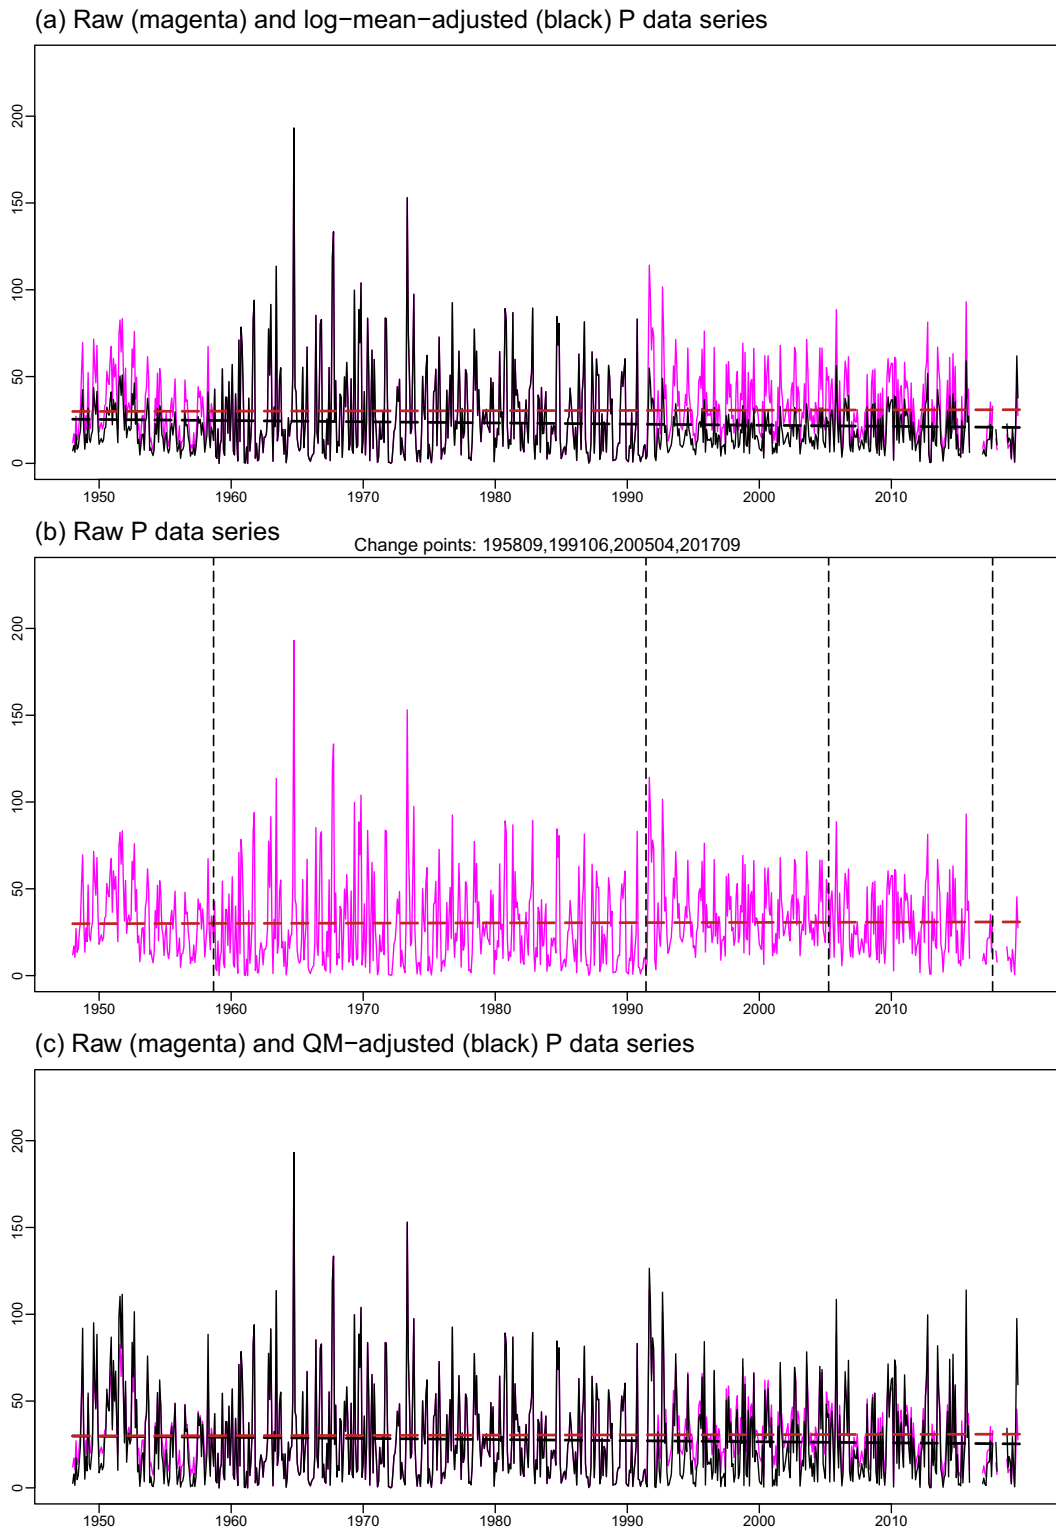 (a) Raw (magenta) and log−mean−adjusted (black) P data series
200
150
100
50
0
1950 1960 1970 1980 1990 2000 2010
(b) Raw P data series
Change points: 195809,199106,200504,201709
200
150
100
50
0
1950 1960 1970 1980 1990 2000 2010
(c) Raw (magenta) and QM−adjusted (black) P data series
200
150
100
50
0
1950 1960 1970 1980 1990 2000 2010